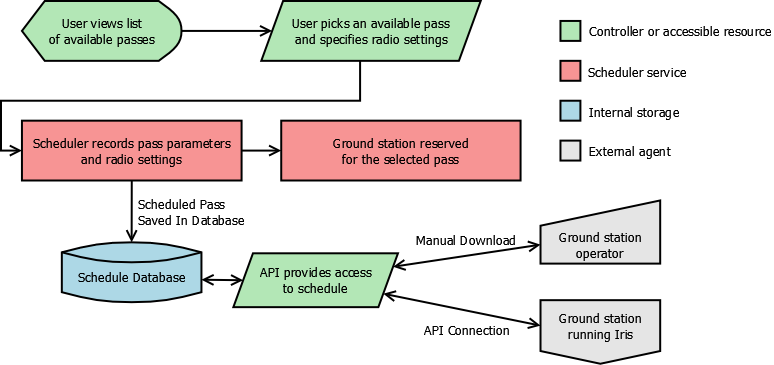 User views list
of available passes
User picks an available pass
and specifies radio settings
Controller or accessible resource
Scheduler service
Internal storage
External agent
Scheduler records pass parameters
and radio settings
Ground station reserved
for the selected pass
Scheduled Pass
Saved In Database
Schedule Database
API provides access
to schedule
Manual Download
Ground station
operator
API Connection
Ground station
running Iris